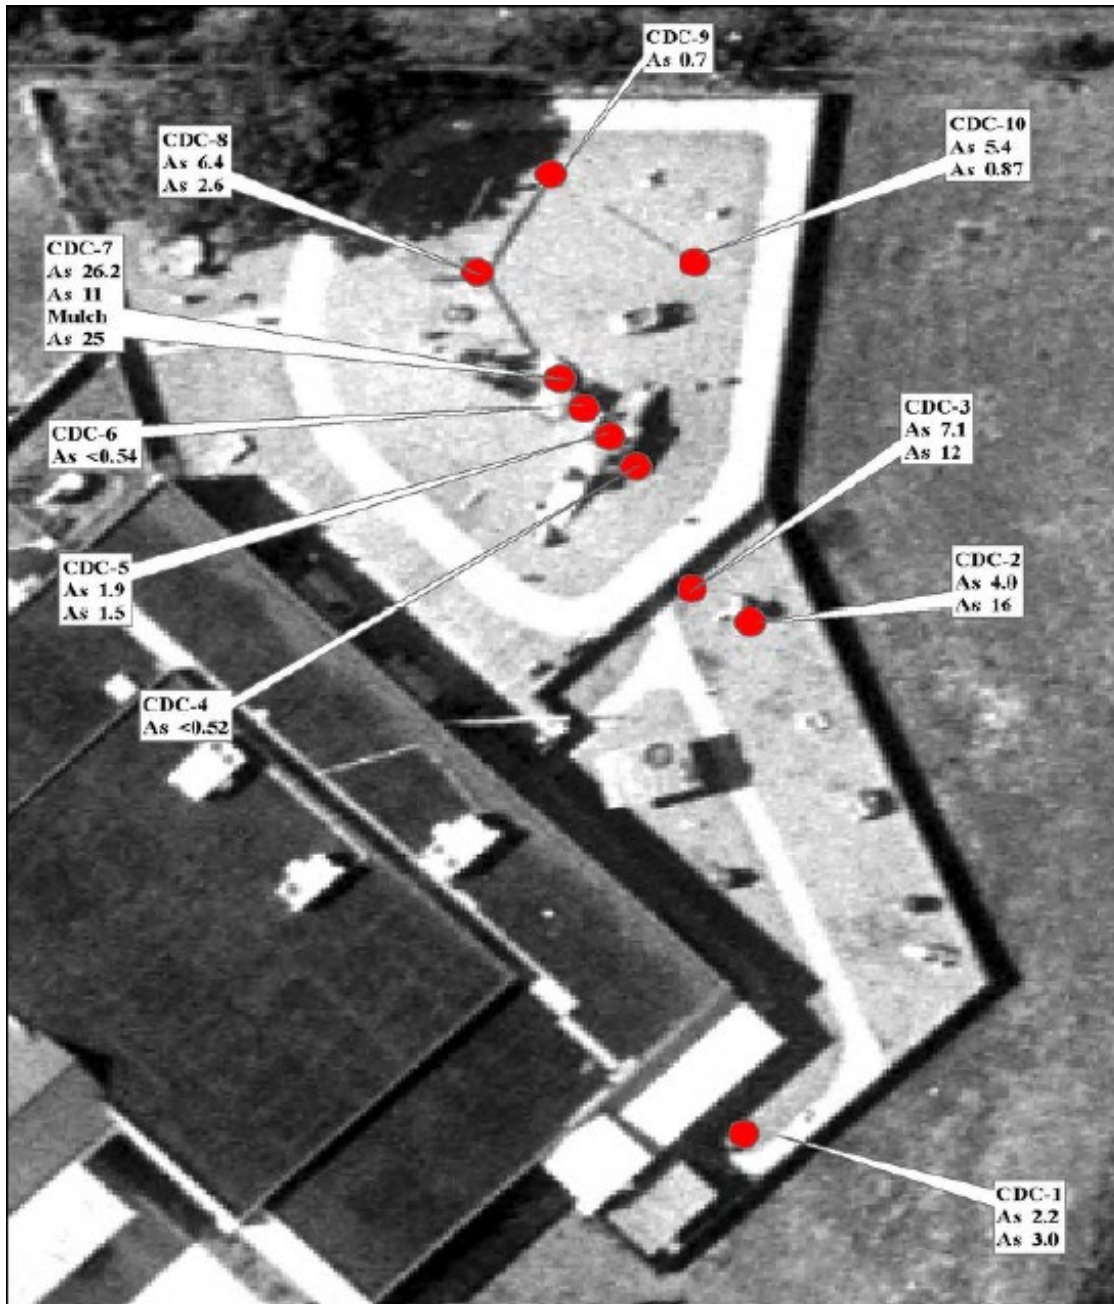 CDC-9
As 0.7
CDC-10
As 5.4
As 0.87
CDC-8
As 6.4
As 2.6
CDC-7
As 26.2
As 11
Mulch
As 25
CDC-3
As 7.1
As 12
CDC-6
As <0.54
CDC-2
As 4.0
As 16
CDC-5
As 1.9
As 1.5
CDC-4
As <0.52
CDC-1
As 2.2
As 3.0